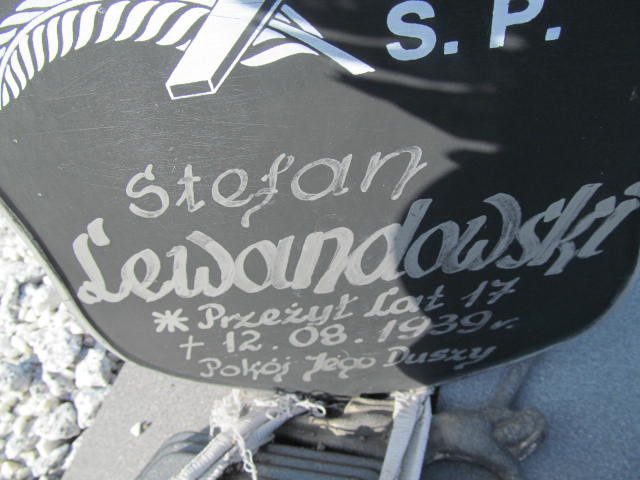 S. P.
Stefan
Lewandowski
* Przeżył Lat 17
+ 12.08.1939 r.
Pokój Jego Duszy